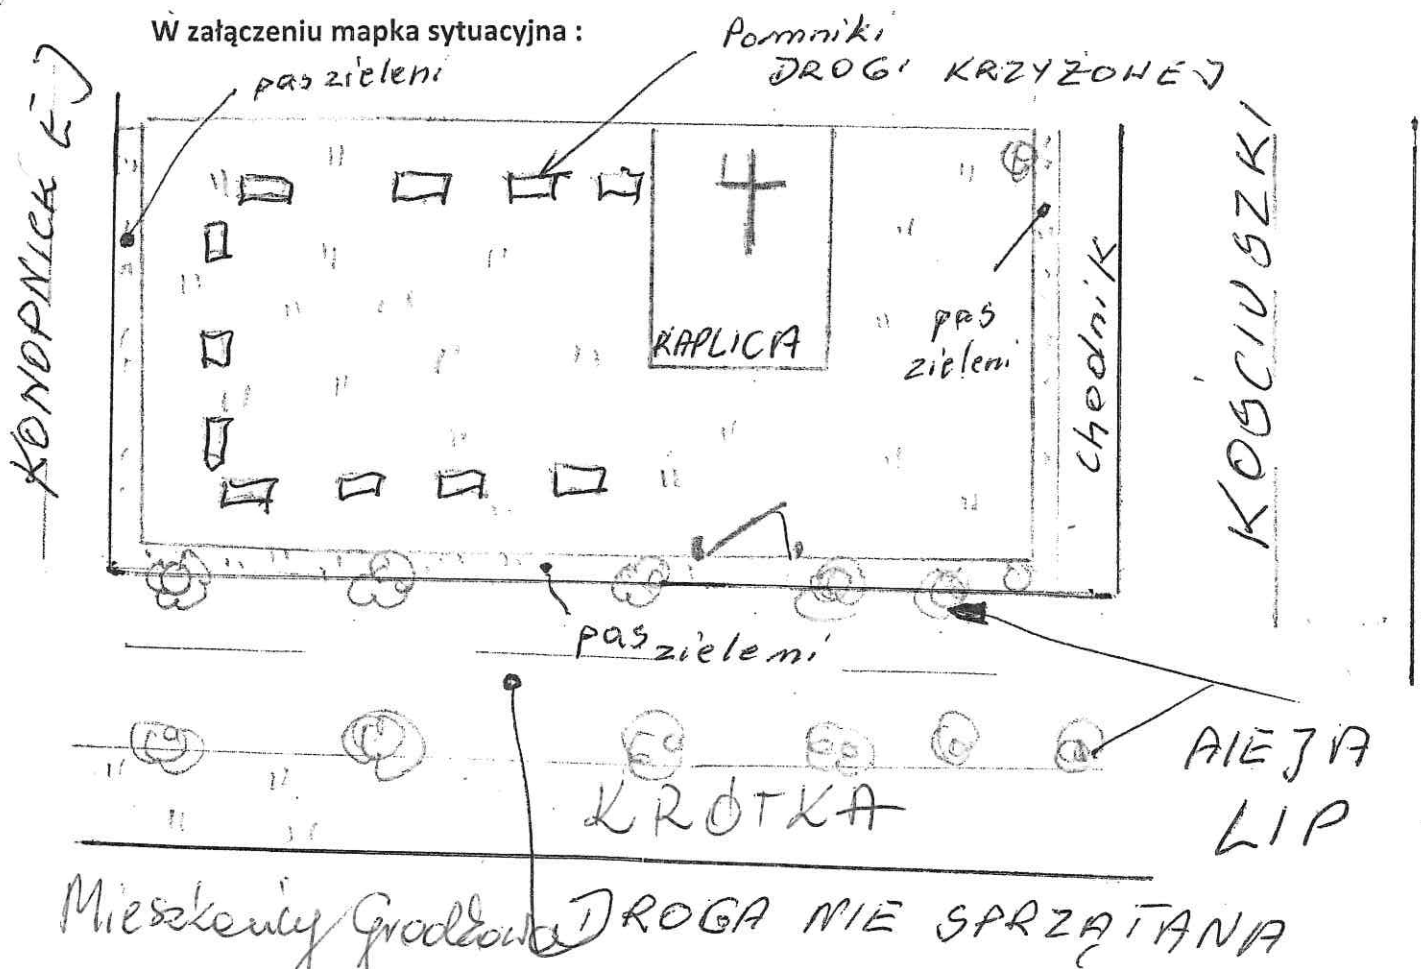 W załączeniu mapka sytuacyjna :
Pomniki
DROGI KRZYŻOWEJ
pas zieleni
KONOPNICKIEJ
KAPLICA
pas
zieleni
chodnik
KOŚCIUSZKI
pas zieleni
ALEJA
LIP
KRÓTKA
Mieszkańcy Grodkowa
DROGA NIE SPRZĄTANA